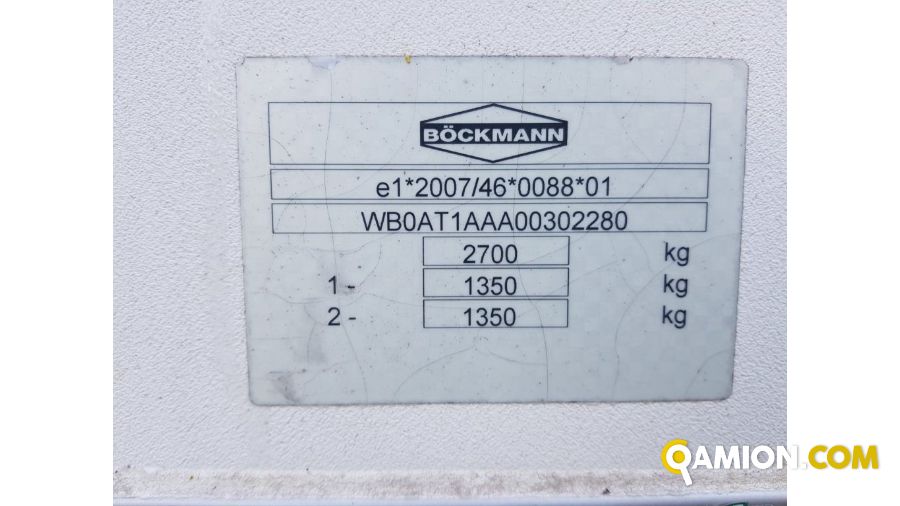 BÖCKMANN
e1*2007/46*0088*01
WB0AT1AAA00302280
2700 kg
1 - 1350 kg
2 - 1350 kg
QAMION.COM